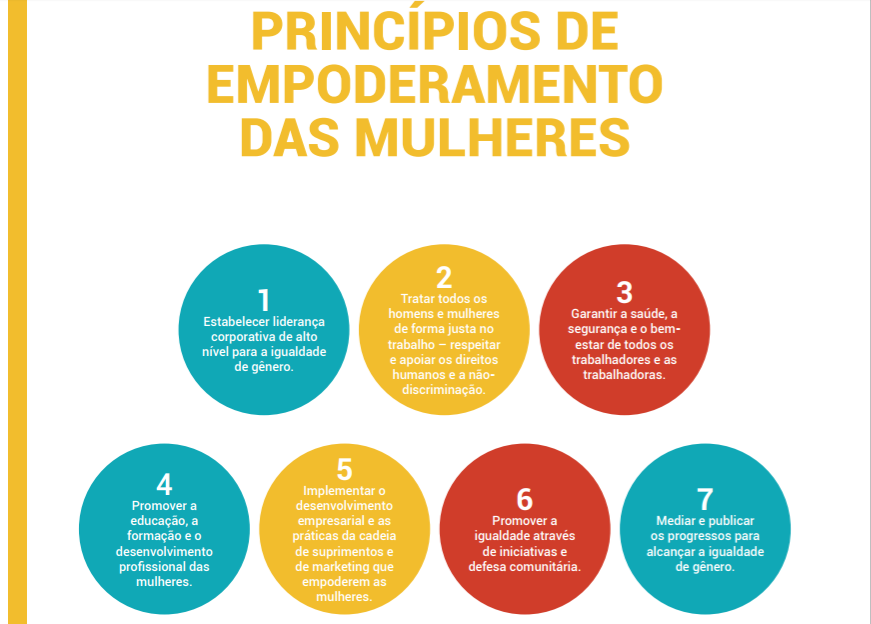 PRINCÍPIOS DE
EMPODERAMENTO
DAS MULHERES
1
Estabelecer liderança
corporativa de alto
nível para a igualdade
de gênero.
2
Tratar todos os
homens e mulheres
de forma justa no
trabalho – respeitar
e apoiar os direitos
humanos e a não-
discriminação.
3
Garantir a saúde, a
segurança e o bem-
estar de todos os
trabalhadores e as
trabalhadoras.
4
Promover a
educação, a
formação e o
desenvolvimento
profissional das
mulheres.
5
Implementar o
desenvolvimento
empresarial e as
práticas da cadeia
de suprimentos e
de marketing que
empoderem as
mulheres.
6
Promover a
igualdade através
de iniciativas e
defesa comunitária.
7
Mediar e publicar
os progressos para
alcançar a igualdade
de gênero.